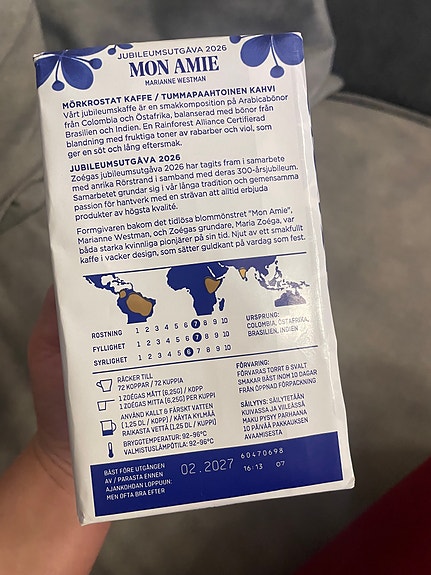 JUBILEUMSUTGÅVA 2026
MON AMIE
MARIANNE WESTMAN
MÖRKROSTAT KAFFE / TUMMAPAAHTOINEN KAHVI
Vårt jubileumskaffe är en smakkomposition på Arabicabönor
från Colombia och Östafrika, balanserad med bönor från
Brasilien och Indien. En Rainforest Alliance Certifierad
blandning med fruktiga toner av rabarber och viol, som
ger en söt och lång eftersmak.
JUBILEUMSUTGÅVA 2026
Zoégas jubileumsutgåva 2026 har tagits fram i samarbete
med anrika Rörstrand i samband med deras 300-årsjubileum.
Samarbetet grundar sig i vår långa tradition och gemensamma
passion för hantverk med en strävan att alltid erbjuda
produkter av högsta kvalité.
Formgivaren bakom det tidlösa blommönstret "Mon Amie",
Marianne Westman, och Zoégas grundare, Maria Zoéga, var
båda starka kvinnliga pionjärer på sin tid. Njut av ett smakfullt
kaffe i vacker design, som sätter guldkant på vardag som fest.
ROSTNING 1 2 3 4 5 6 7 8 9 10
FYLLIGHET 1 2 3 4 5 6 7 8 9 10
SYRLIGHET 1 2 3 4 5 6 7 8 9 10
URSPRUNG:
COLOMBIA, ÖSTAFRIKA,
BRASILIEN, INDIEN
RÄCKER TILL
72 KOPPAR / 72 KUPPIA
1 ZOÉGAS MÅTT (6,25G) / KOPP
1 ZOÉGAS MITTA (6,25G) PER KUPPI
ANVÄND KALLT & FÄRSKT VATTEN
(1,25 DL / KOPP) / KÄYTÄ KYLMÄÄ
RAIKASTA VETTÄ (1,25 DL / KUPPI)
BRYGGTEMPERATUR: 92-96°C
VALMISTUSLÄMPÖTILA: 92-96°C
FÖRVARING:
FÖRVARAS TORRT & SVALT
SMAKAR BÄST INOM 10 DAGAR
FRÅN ÖPPNAD FÖRPACKNING
SÄILYTYS: SÄILYTETÄÄN
KUIVASSA JA VIILEÄSSÄ
MAKU PYSYY PARHAANA
10 PÄIVÄÄ PAKKAUKSEN
AVAAMISESTA
BÄST FÖRE UTGÅNGEN
AV / PARASTA ENNEN
AJANKOHDAN LOPPUUN:
MEN OFTA BRA EFTER
02.2027 60470698
16:13 07